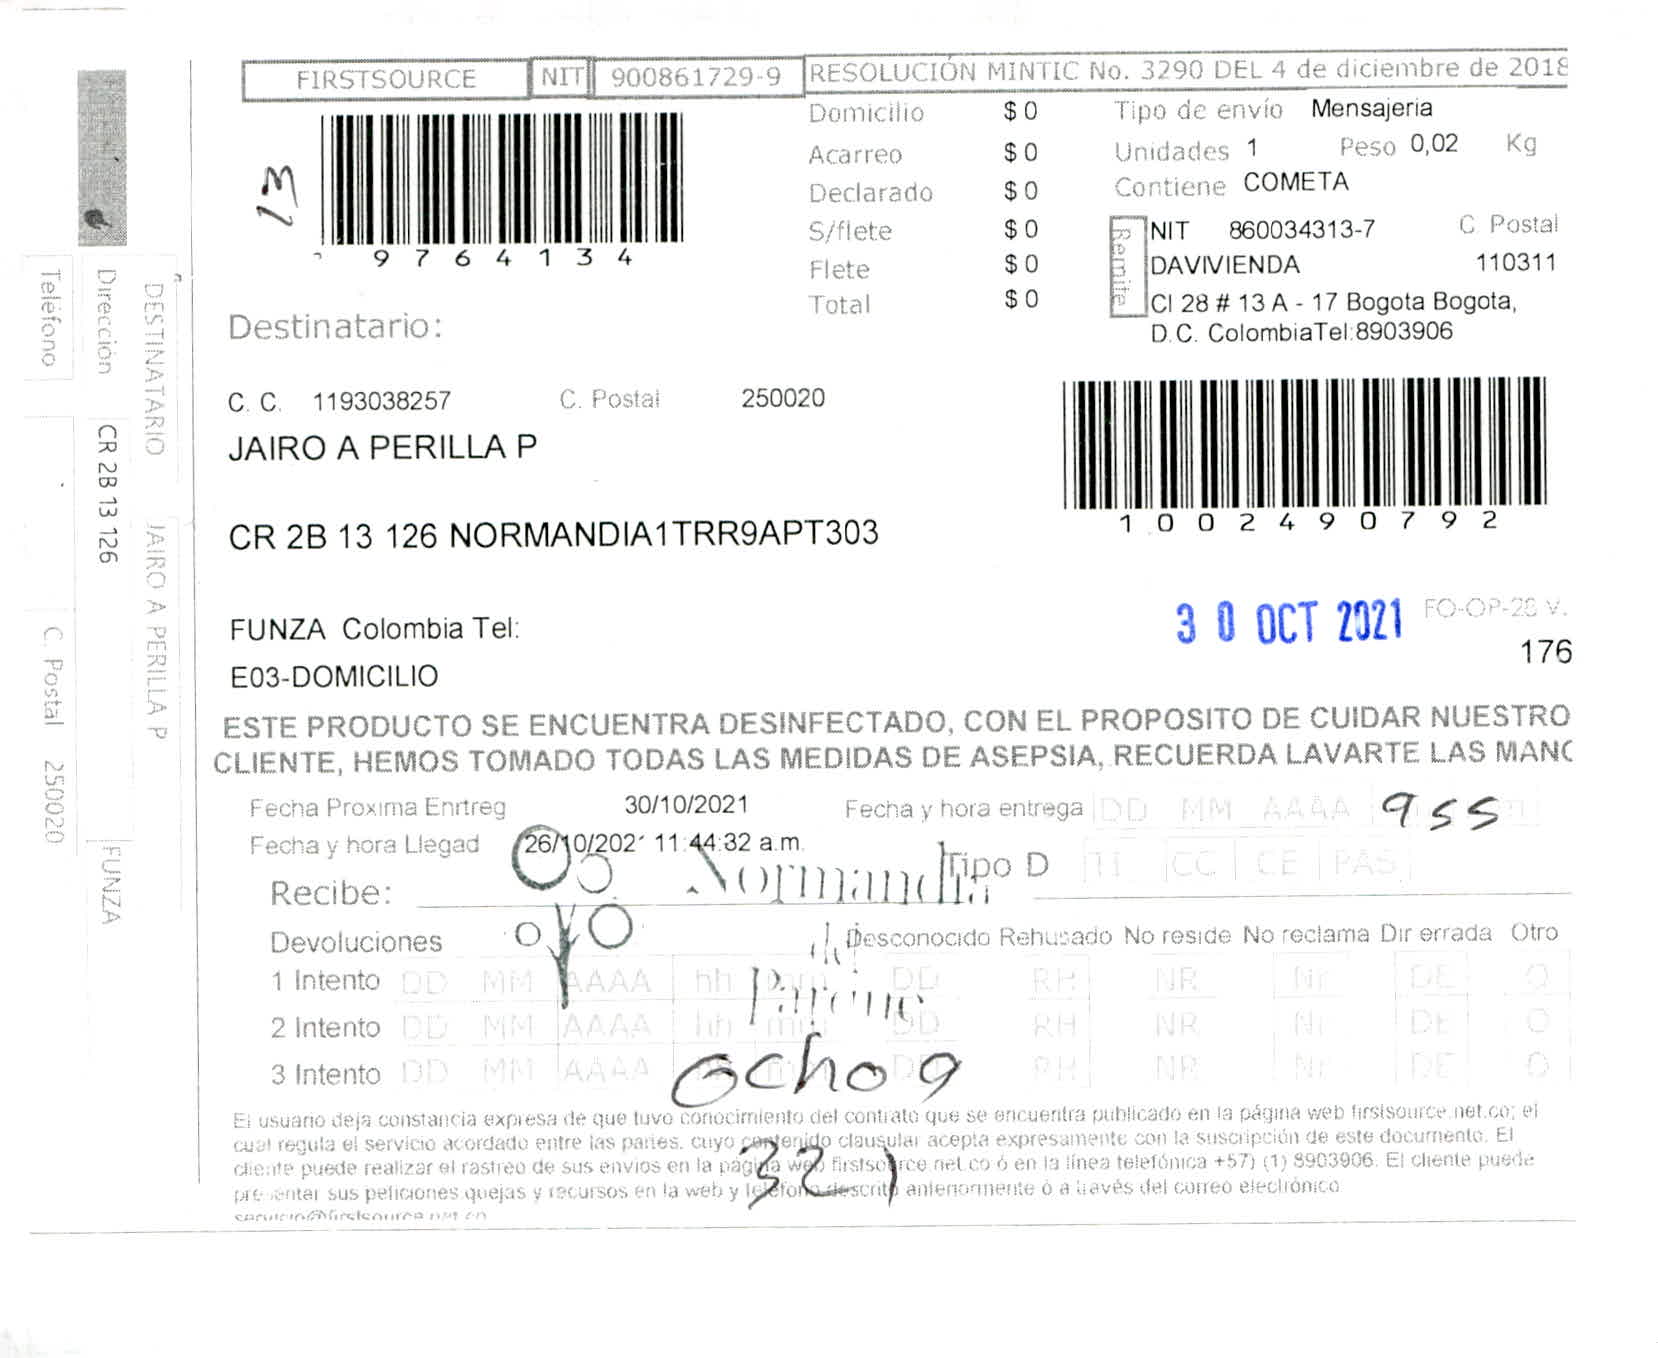 FIRSTSOURCE NIT 900861729-9 RESOLUCIÓN MINTIC No. 3290 DEL 4 de diciembre de 2018
13
9764134
Domicilio $ 0
Acarreo $ 0
Declarado $ 0
S/flete $ 0
Flete $ 0
Total $ 0
Tipo de envío Mensajeria
Unidades 1 Peso 0,02 Kg
Contiene COMETA
Remite
NIT 860034313-7 C Postal
DAVIVIENDA 110311
Cl 28 # 13 A - 17 Bogota Bogota,
D.C. ColombiaTel:8903906
Destinatario:
C. C. 1193038257 C. Postal 250020
JAIRO A PERILLA P
1002490792
CR 2B 13 126 NORMANDIA1TRR9APT303
FUNZA Colombia Tel:
30 OCT 2021
FO-OP-28 V.
176
E03-DOMICILIO
ESTE PRODUCTO SE ENCUENTRA DESINFECTADO, CON EL PROPOSITO DE CUIDAR NUESTRO
CLIENTE, HEMOS TOMADO TODAS LAS MEDIDAS DE ASEPSIA, RECUERDA LAVARTE LAS MANO
Fecha Proxima Enrtreg 30/10/2021 Fecha y hora entrega DD MM AAAA 955
Fecha y hora Llegad 26/10/202 11:44:32 a.m.
Normandia
Tipo D TI CC CE PAS
Recibe:
Devoluciones Desconocido Rehusado No reside No reclama Dir errada Otro
1 Intento DD MM AAAA hh mm DD RH NR Nr DE O
2 Intento DD MM AAAA hh mm DD RH NR Nr DE O
3 Intento DD MM AAAA DD RH NR Nr DE O
Ocho a
El usuario deja constancia expresa de que tuvo conocimiento del contrato que se encuentra publicado en la página web firstsource.net.co; el
cual regula el servicio acordado entre las partes, cuyo contenido clausular acepta expresamente con la suscripción de este documento. El
cliente puede realizar el rastreo de sus envios en la pagina web firstsource.net.co ó en la línea telefónica +57) (1) 8903906. El cliente puede
presentar sus peticiones quejas y recursos en la web y telefono descrito anteriormente ó a través del correo electrónico
servicio@firstsource.net.co
321
DESTINATARIO JAIRO A PERILLA P
Dirección CR 2B 13 126 FUNZA
Teléfono C. Postal 250020